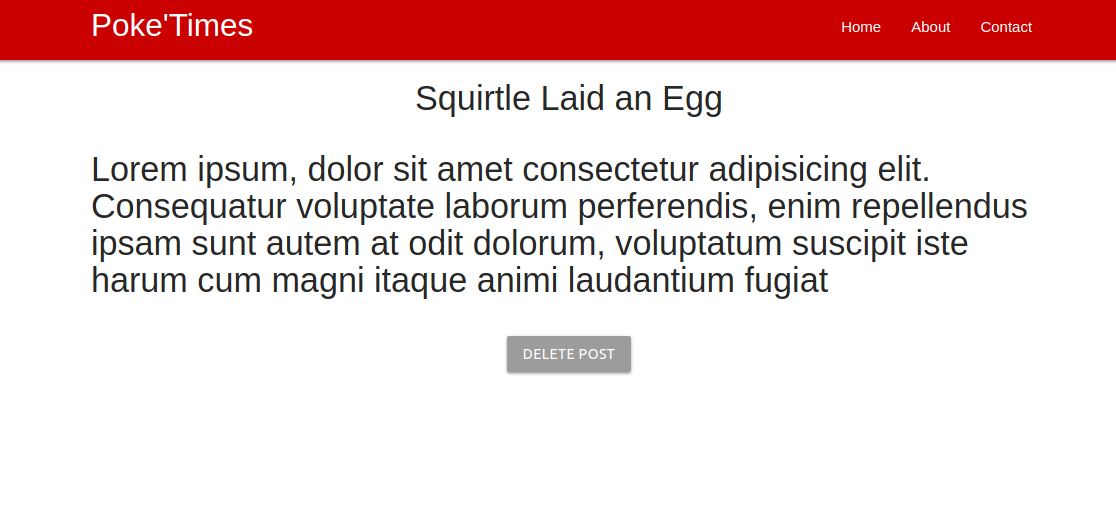 Poke'Times
Home About Contact
Squirtle Laid an Egg
Lorem ipsum, dolor sit amet consectetur adipisicing elit.
Consequatur voluptate laborum perferendis, enim repellendus
ipsam sunt autem at odit dolorum, voluptatum suscipit iste
harum cum magni itaque animi laudantium fugiat
DELETE POST